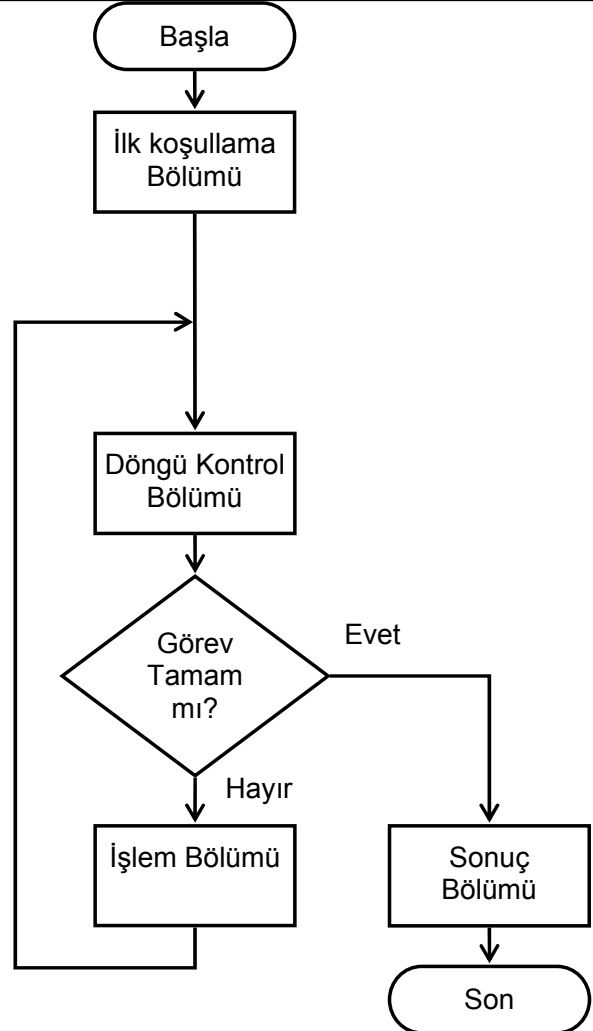 Başla
İlk koşullama
Bölümü
Döngü Kontrol
Bölümü
Görev
Tamam
mı?
Evet
Hayır
İşlem Bölümü
Sonuç
Bölümü
Son